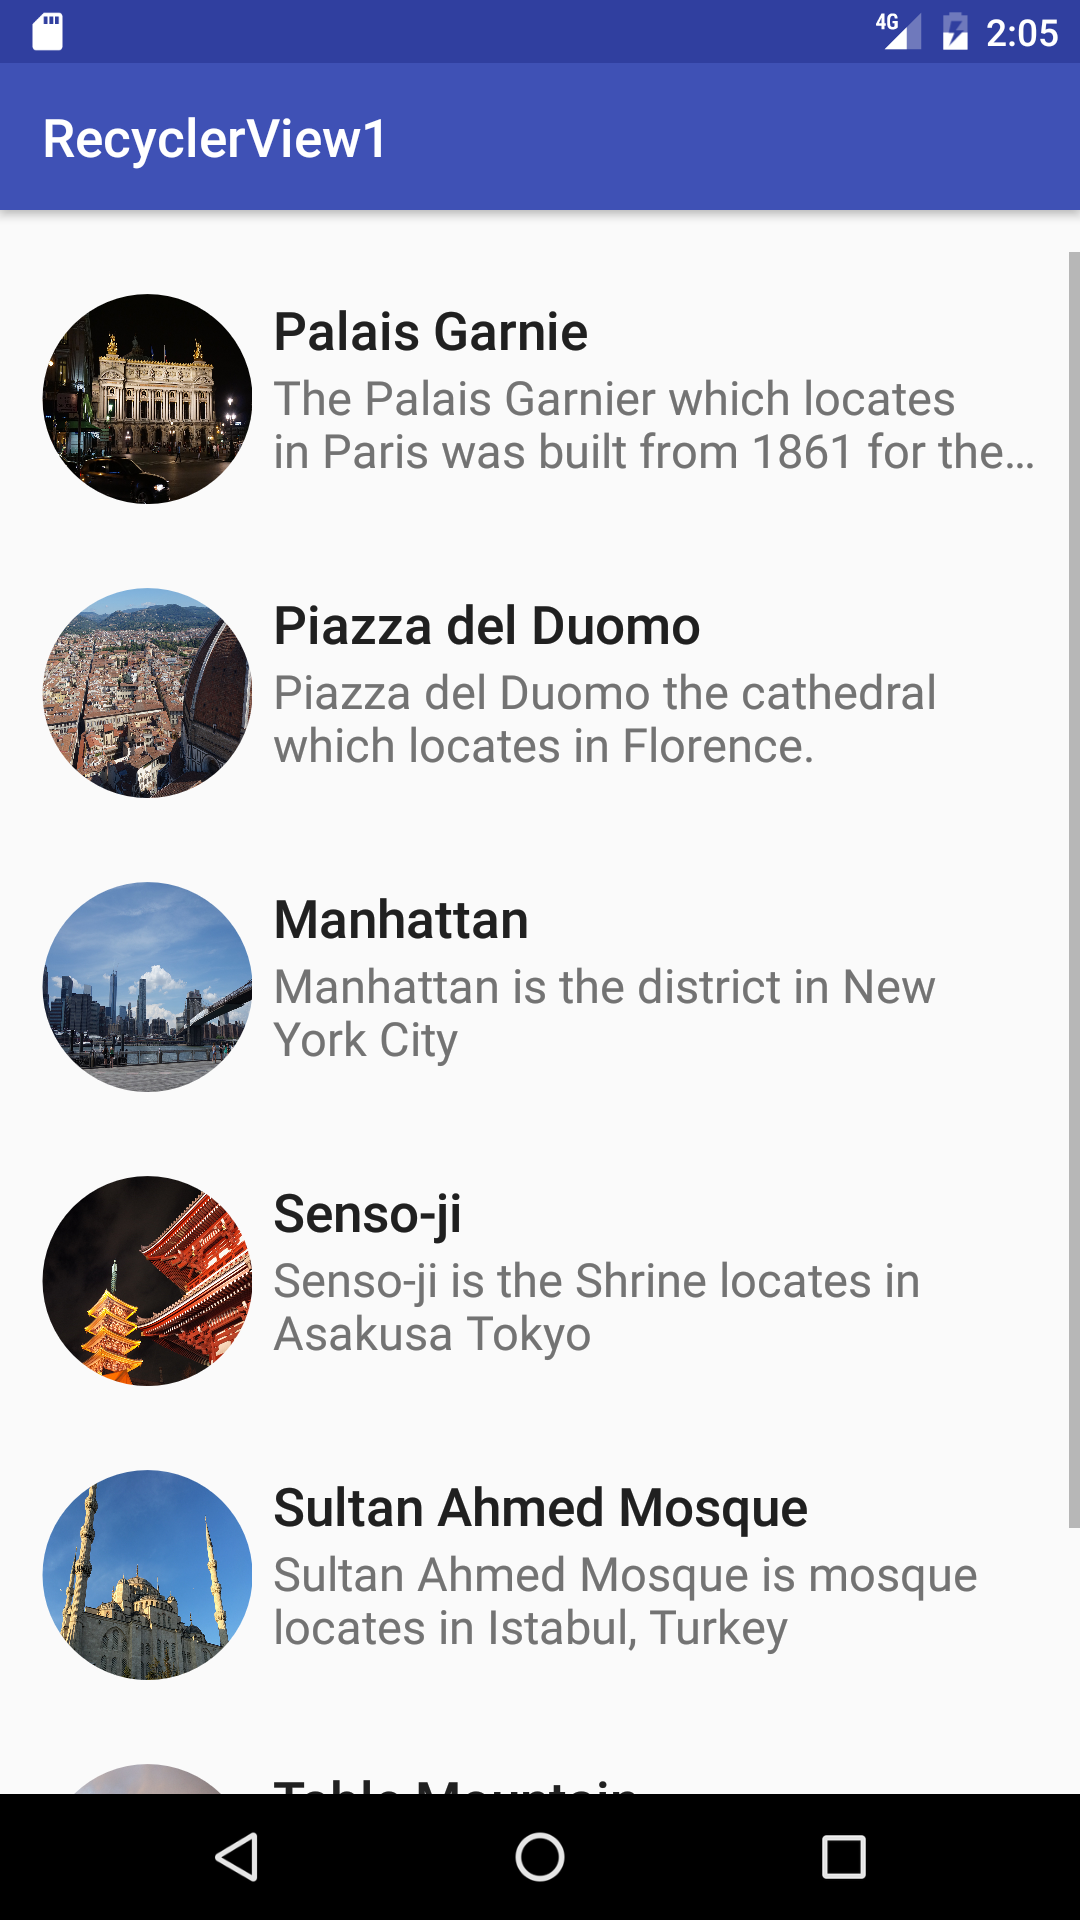 4G 2:05
RecyclerView1
Palais Garnie
The Palais Garnier which locates
in Paris was built from 1861 for the...
Piazza del Duomo
Piazza del Duomo the cathedral
which locates in Florence.
Manhattan
Manhattan is the district in New
York City
Senso-ji
Senso-ji is the Shrine locates in
Asakusa Tokyo
Sultan Ahmed Mosque
Sultan Ahmed Mosque is mosque
locates in Istabul, Turkey
Table Mountain